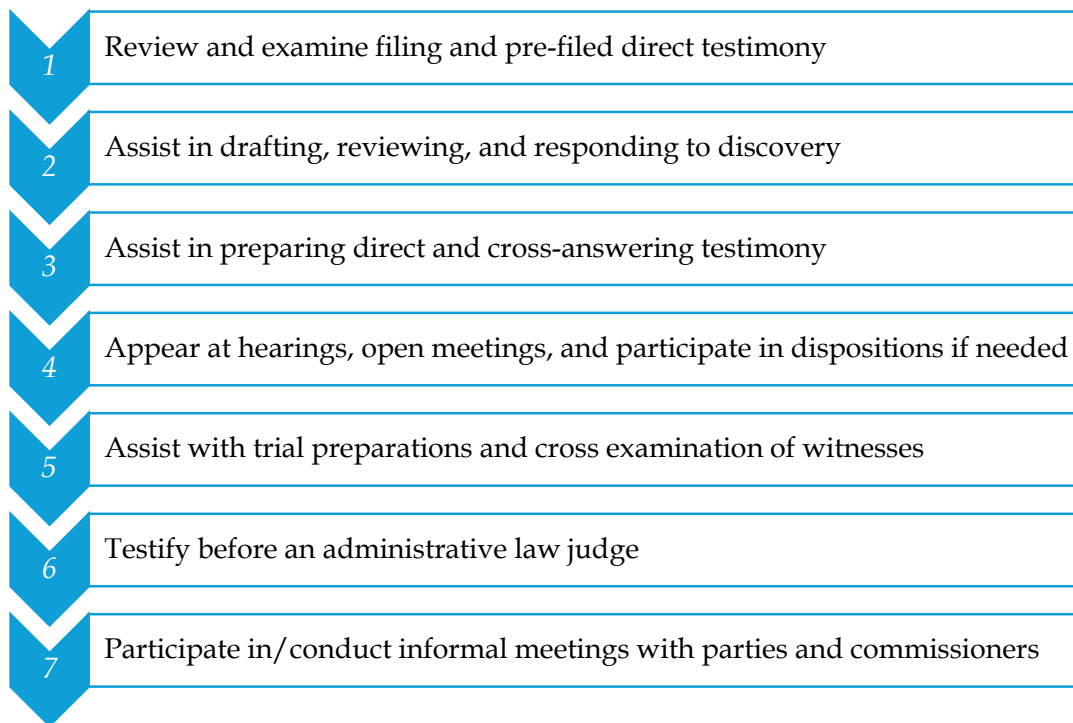 1
Review and examine filing and pre-filed direct testimony
2
Assist in drafting, reviewing, and responding to discovery
3
Assist in preparing direct and cross-answering testimony
4
Appear at hearings, open meetings, and participate in dispositions if needed
5
Assist with trial preparations and cross examination of witnesses
6
Testify before an administrative law judge
7
Participate in/conduct informal meetings with parties and commissioners